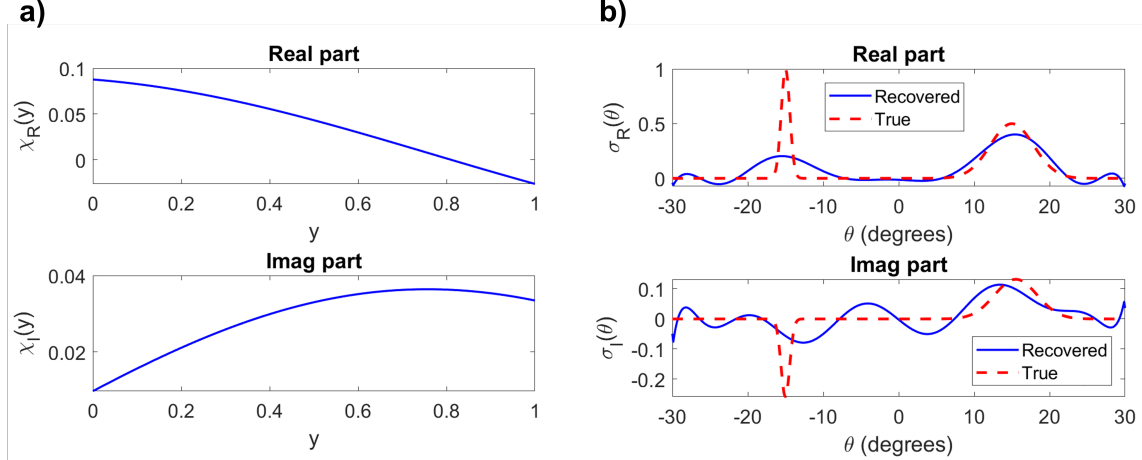 a)
Real part
0.1
0.05
0
χR(y)
0 0.2 0.4 0.6 0.8 1
y
Imag part
0.04
0.02
χI(y)
0 0.2 0.4 0.6 0.8 1
y
b)
Real part
1
0.5
0
σR(θ)
Recovered
True
-30 -20 -10 0 10 20 30
θ (degrees)
Imag part
0.1
0
-0.1
-0.2
σI(θ)
Recovered
True
-30 -20 -10 0 10 20 30
θ (degrees)